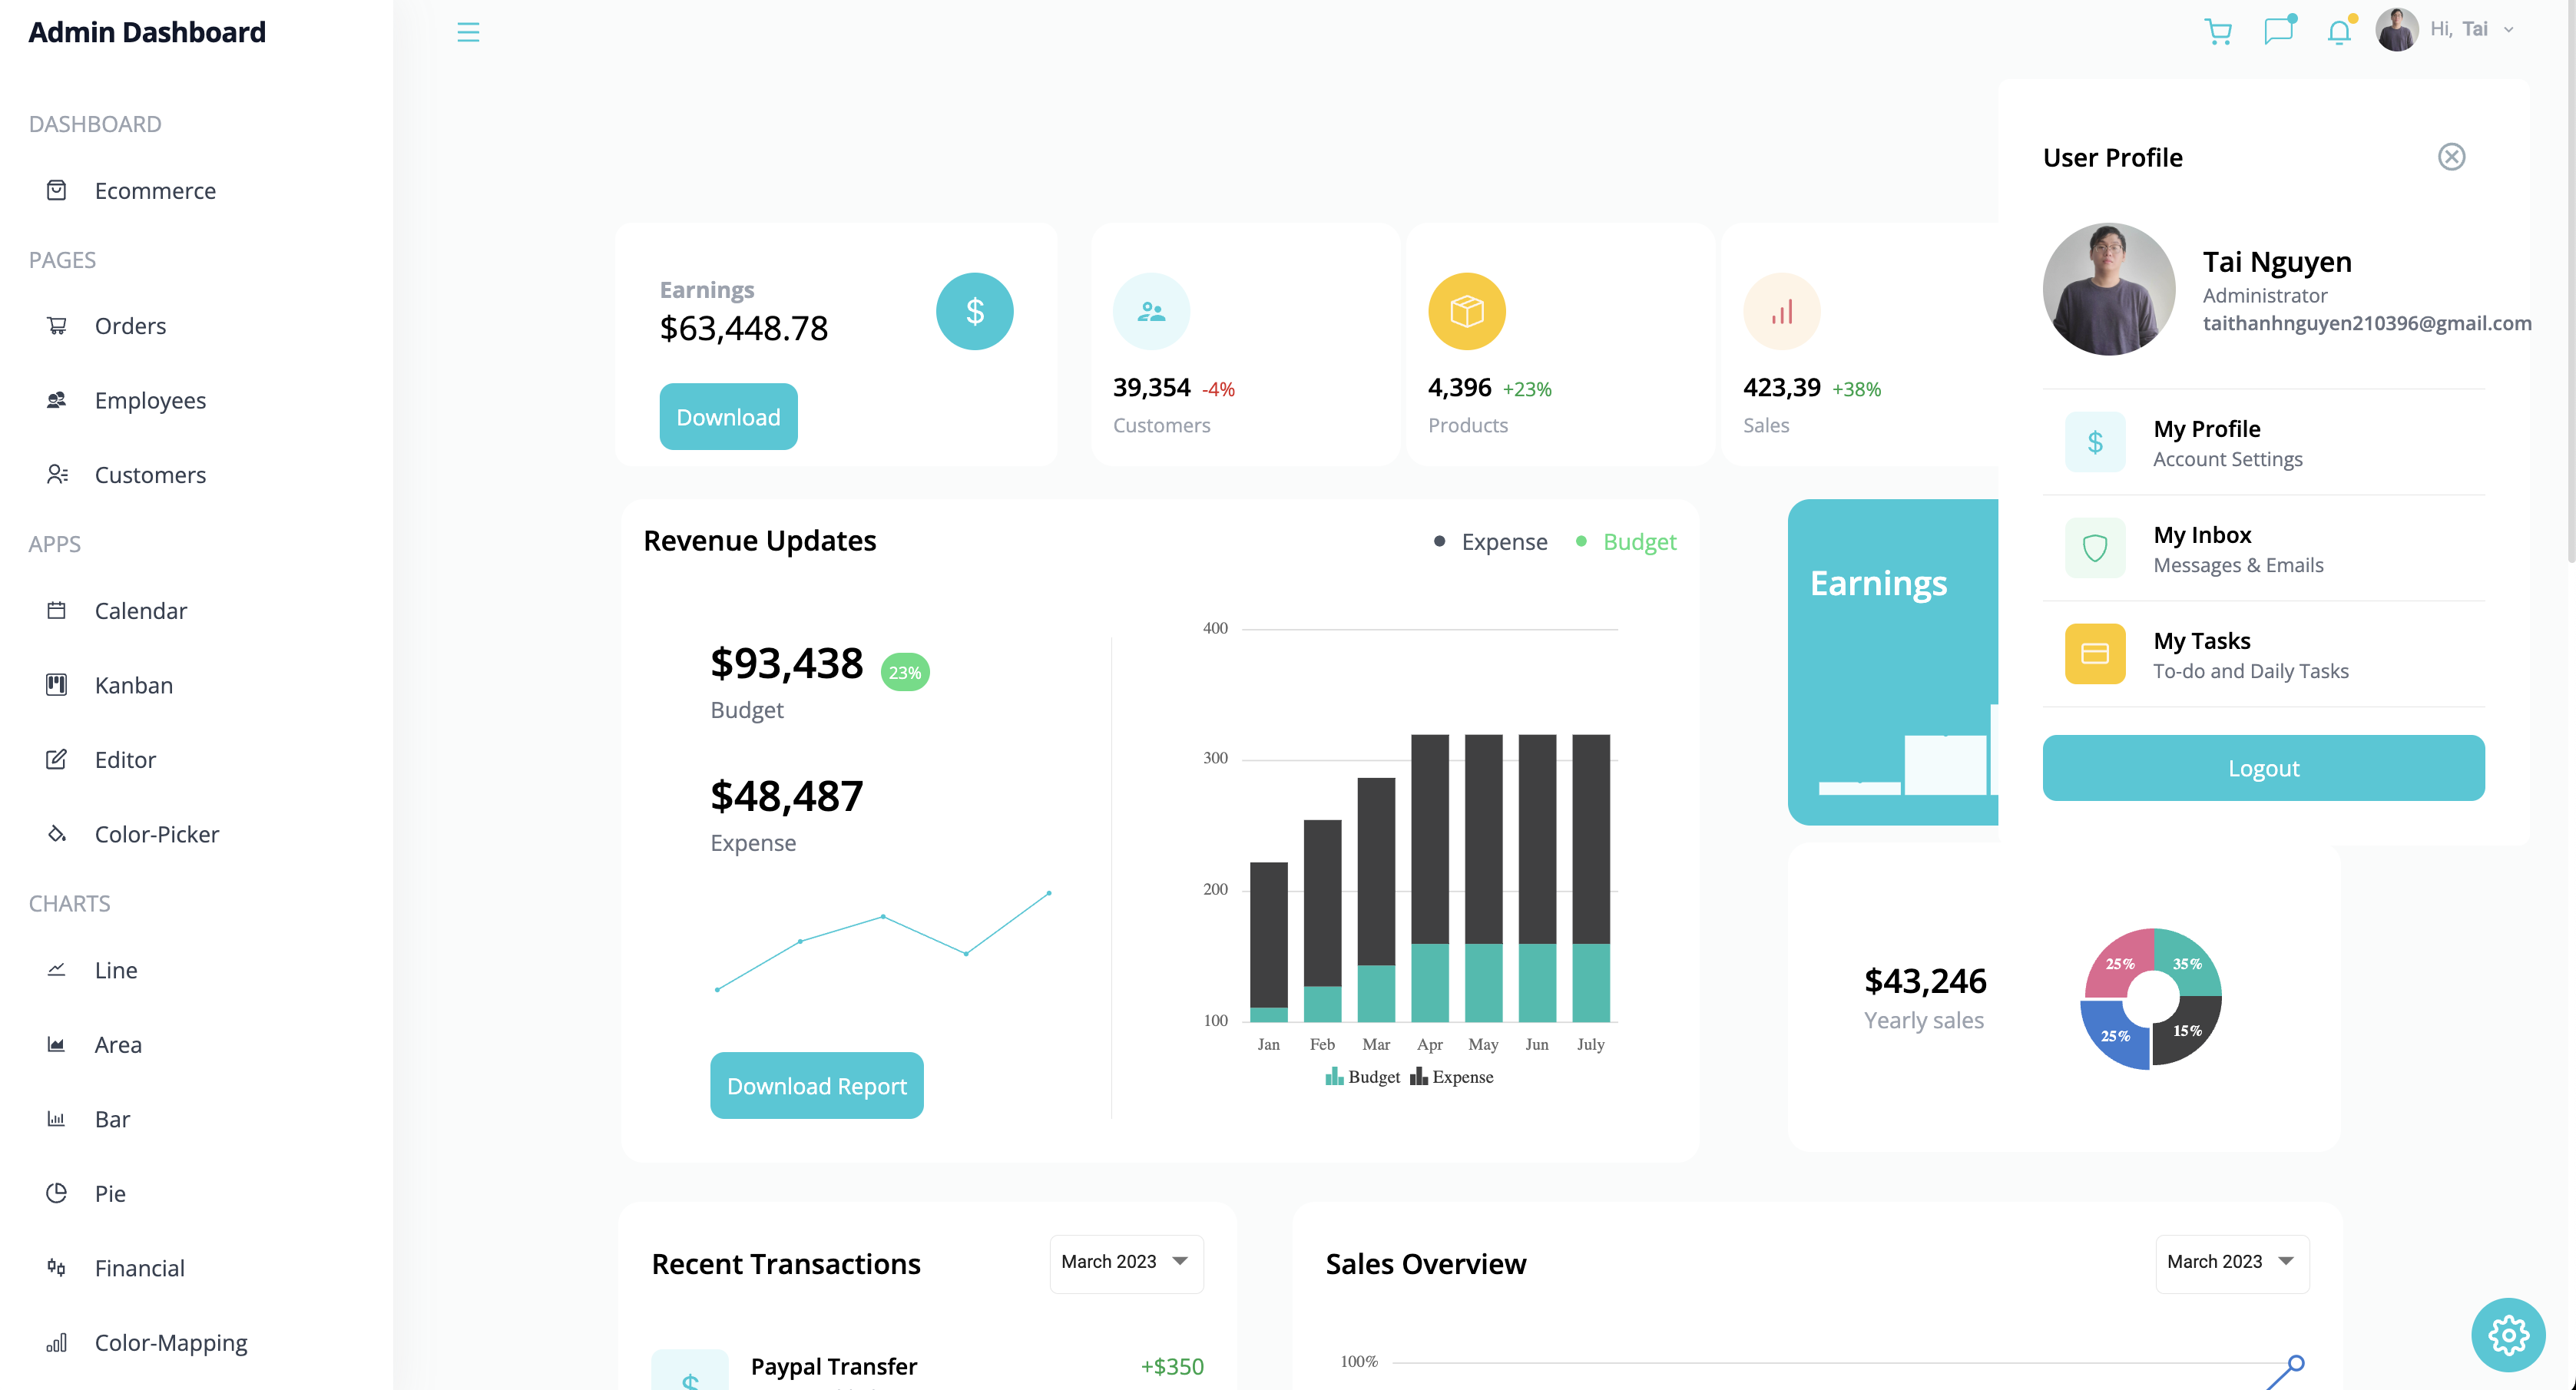 Admin Dashboard
Hi, Tai
DASHBOARD
Ecommerce
PAGES
Orders
Employees
Customers
APPS
Calendar
Kanban
Editor
Color-Picker
CHARTS
Line
Area
Bar
Pie
Financial
Color-Mapping
Earnings
$63,448.78
$
Download
39,354 -4%
Customers
4,396 +23%
Products
423,39 +38%
Sales
Revenue Updates
Expense
Budget
$93,438 23%
Budget
$48,487
Expense
Download Report
400
300
200
100
Jan Feb Mar Apr May Jun July
Budget Expense
Earnings
$43,246
Yearly sales
25%
35%
25%
15%
User Profile
Tai Nguyen
Administrator
taithanhnguyen210396@gmail.com
$
My Profile
Account Settings
My Inbox
Messages & Emails
My Tasks
To-do and Daily Tasks
Logout
Recent Transactions
March 2023
$
Paypal Transfer
+$350
Sales Overview
March 2023
100%